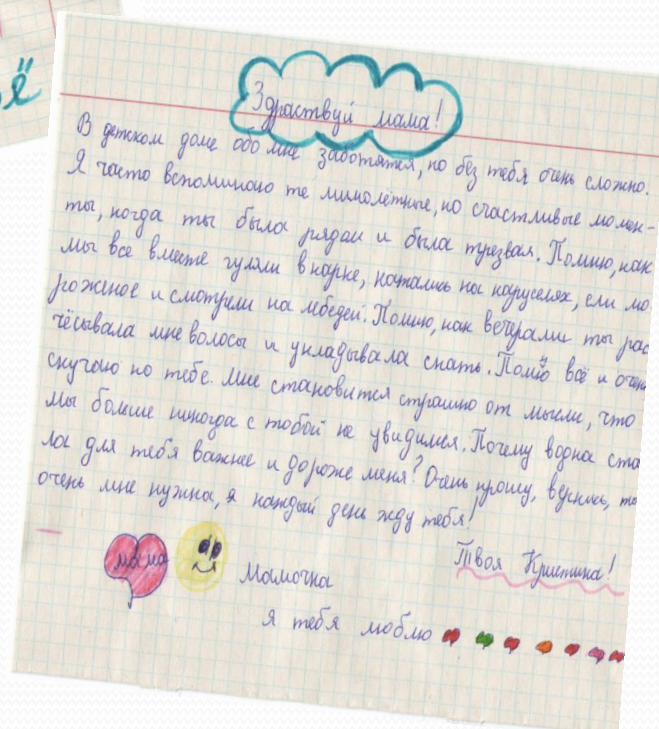 ё
Здраствуй мама!
В детском доме обо мне заботятся, но без тебя очень сложно.
Я часто вспоминаю те мимолётные, но счастливые момен-
ты, когда ты была рядом и была трезвая. Помню, как
мы все вместе гуляли в парке, катались на каруселях, ели мо
роженое и смотрели на лебедей. Помню, как вечерами ты рас
чёсывала мне волосы и укладывала спать. Помню всё и очень
скучаю по тебе. Мне становится страшно от мысли, что
мы больше никогда с тобой не увидимся. Почему водка ста
ла для тебя важнее и дороже меня? Очень прошу, вернись, ты
очень мне нужна, я каждый день жду тебя!
Твоя Кристина!
мама
Мамочка
я тебя люблю